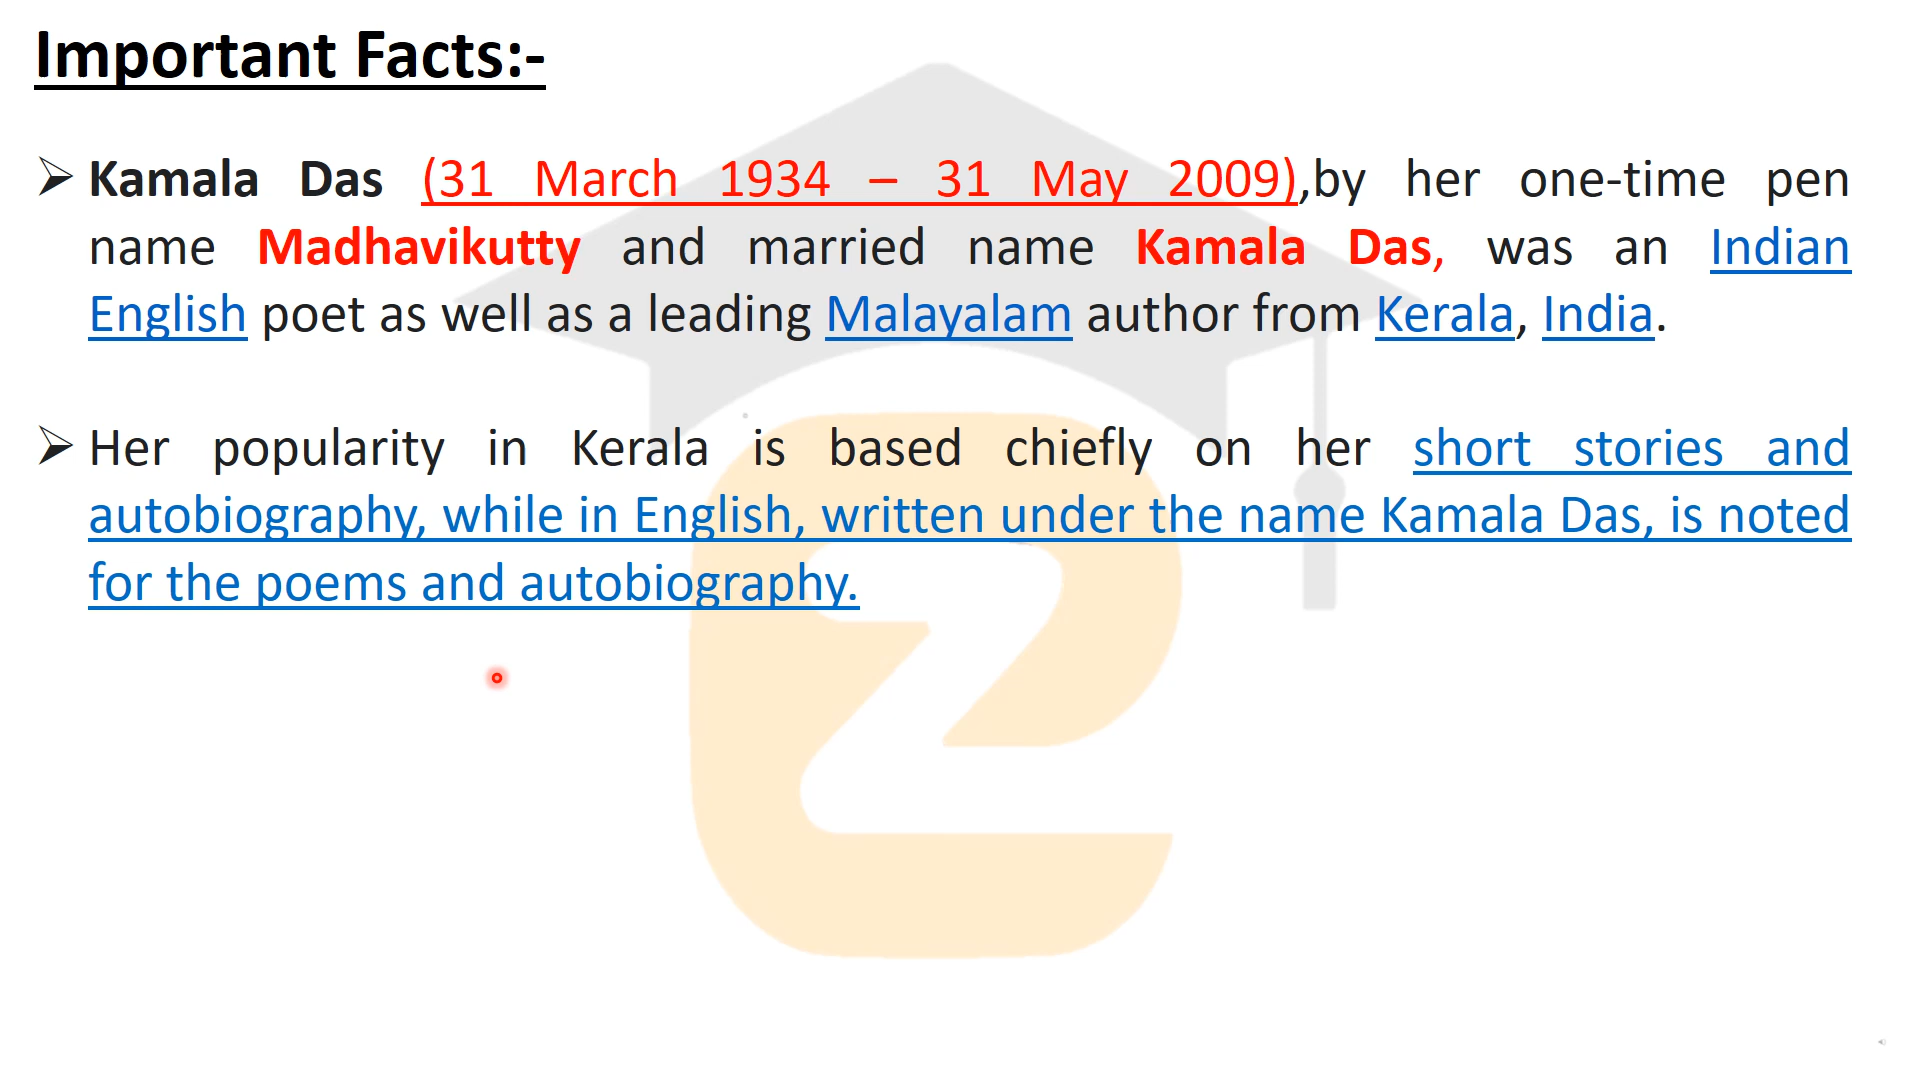 Important Facts:-
➢ Kamala Das (31 March 1934 – 31 May 2009),by her one-time pen
name Madhavikutty and married name Kamala Das, was an Indian
English poet as well as a leading Malayalam author from Kerala, India.
➢ Her popularity in Kerala is based chiefly on her short stories and
autobiography, while in English, written under the name Kamala Das, is noted
for the poems and autobiography.